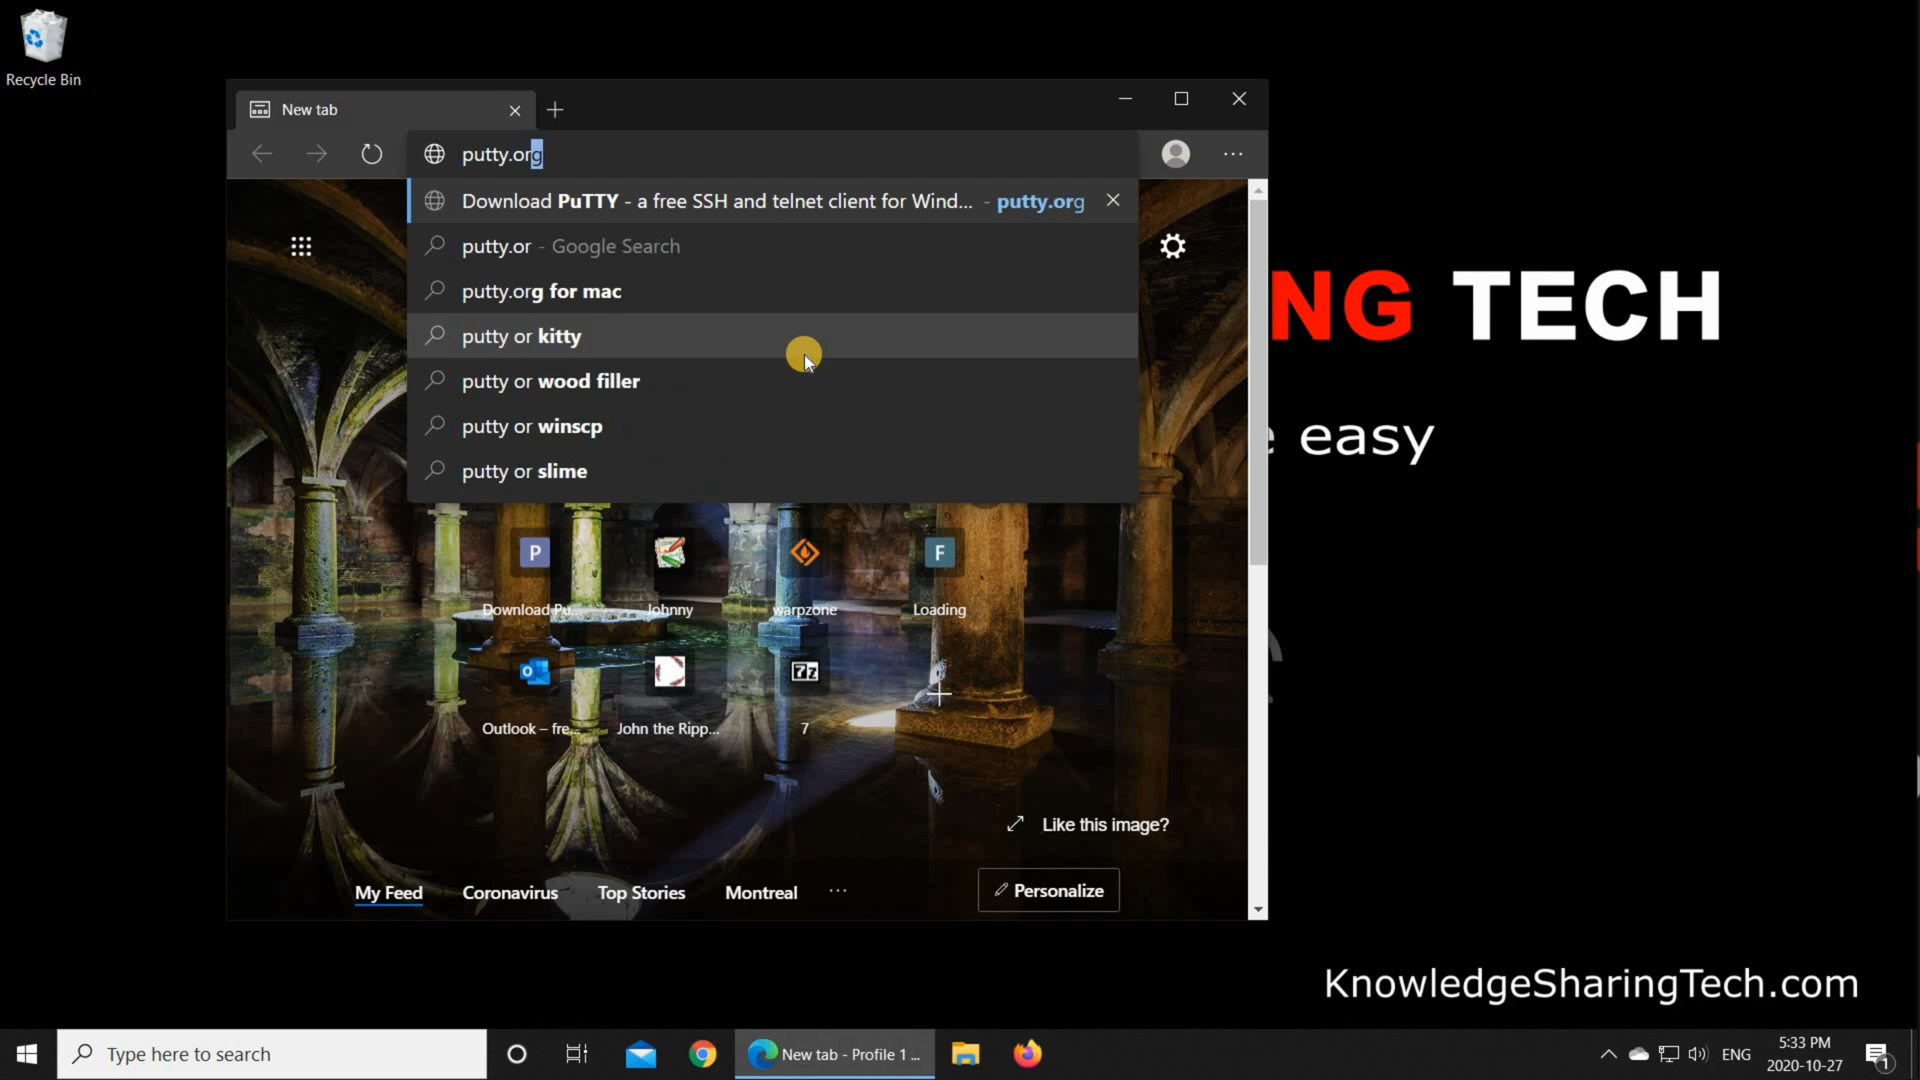 Recycle Bin
New tab
putty.org
Download PuTTY - a free SSH and telnet client for Wind... - putty.org
putty.or - Google Search
putty.org for mac
putty or kitty
putty or wood filler
putty or winscp
putty or slime
NG TECH
easy
P
F
Download Pu...
Johnny
warpzone
Loading
o
7z
Outlook – fre...
John the Ripp...
7
Like this image?
My Feed
Coronavirus
Top Stories
Montreal
Personalize
KnowledgeSharingTech.com
Type here to search
New tab - Profile 1 ...
ENG
5:33 PM
2020-10-27
1